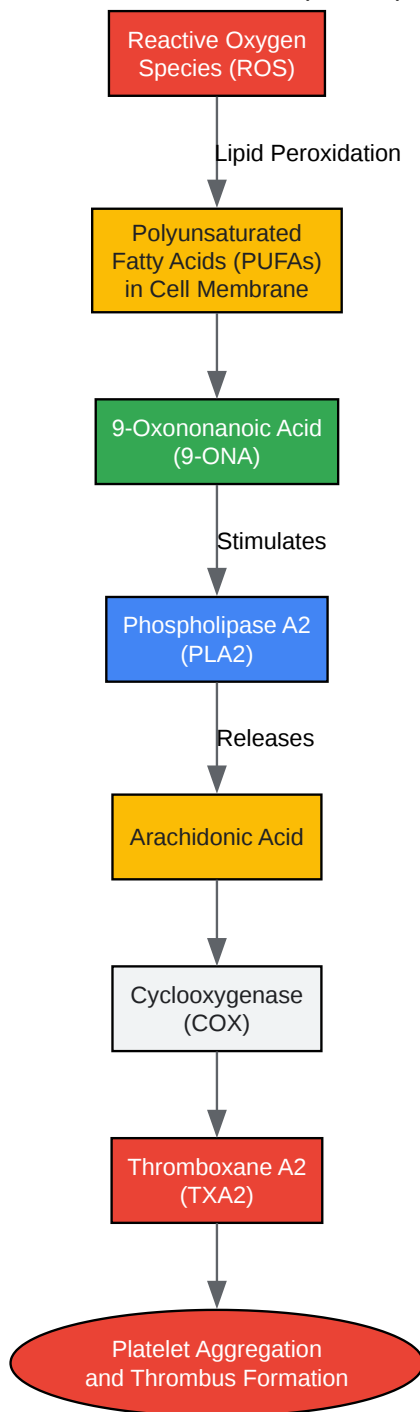 Reactive Oxygen
Species (ROS)
Lipid Peroxidation
Polyunsaturated
Fatty Acids (PUFAs)
in Cell Membrane
9-Oxononanoic Acid
(9-ONA)
Stimulates
Phospholipase A2
(PLA2)
Releases
Arachidonic Acid
Cyclooxygenase
(COX)
Thromboxane A2
(TXA2)
Platelet Aggregation
and Thrombus Formation